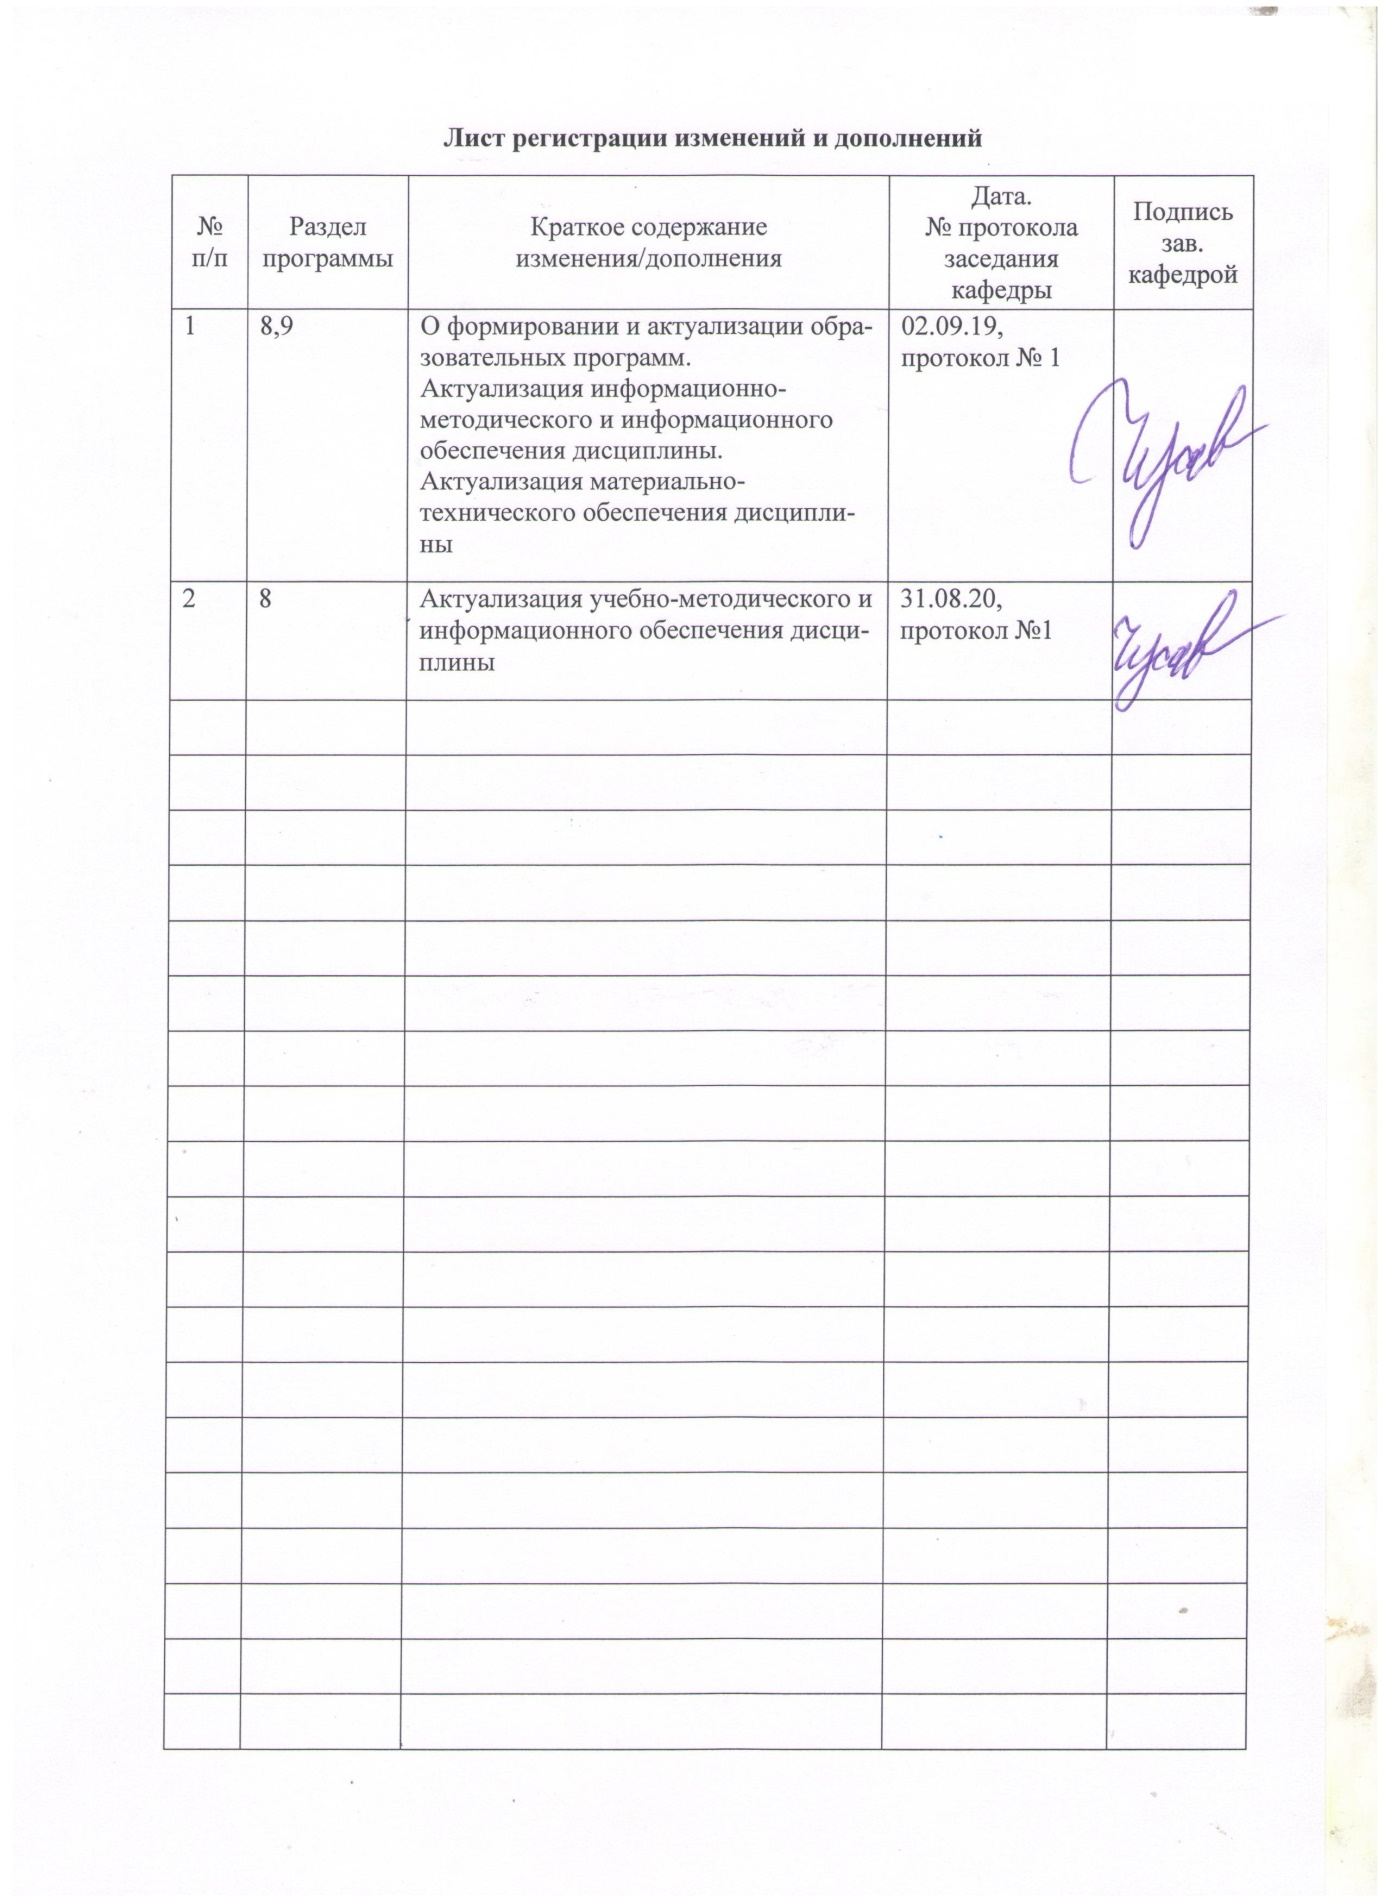 Лист регистрации изменений и дополнений
№
п/п
Раздел
программы
Краткое содержание
изменения/дополнения
Дата.
№ протокола
заседания
кафедры
Подпись
зав.
кафедрой
1
8,9
О формировании и актуализации обра-
зовательных программ.
Актуализация информационно-
методического и информационного
обеспечения дисциплины.
Актуализация материально-
технического обеспечения дисципли-
ны
02.09.19,
протокол № 1
2
8
Актуализация учебно-методического и
информационного обеспечения дисци-
плины
31.08.20,
протокол №1